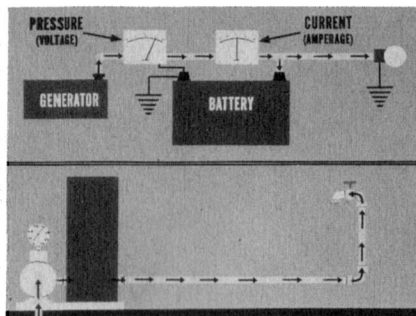 PRESSURE
(VOLTAGE)
CURRENT
(AMPERAGE)
GENERATOR
BATTERY